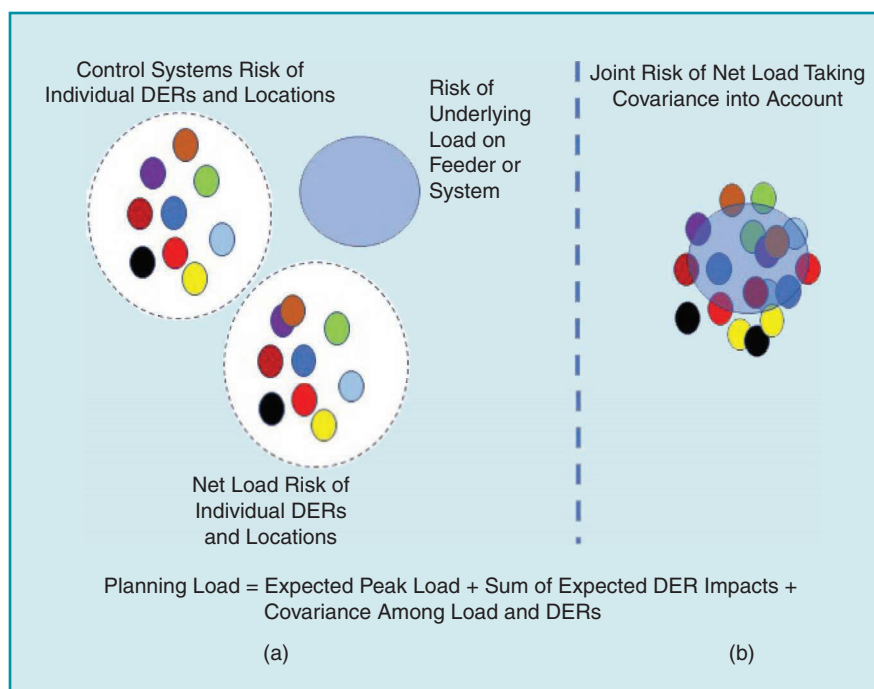 Control Systems Risk of
Individual DERs and Locations
Risk of
Underlying
Load on
Feeder or
System
Net Load Risk of
Individual DERs
and Locations
Joint Risk of Net Load Taking
Covariance into Account
Planning Load = Expected Peak Load + Sum of Expected DER Impacts +
Covariance Among Load and DERs
(a)
(b)